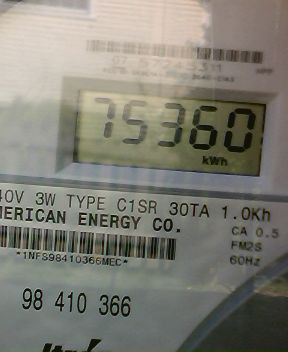 75360
kWh
40V 3W TYPE C1SR 30TA 1.0Kh
MERICAN ENERGY CO.
CA 0.5
FM2S
60Hz
*1NFS98410366MEC*
98 410 366